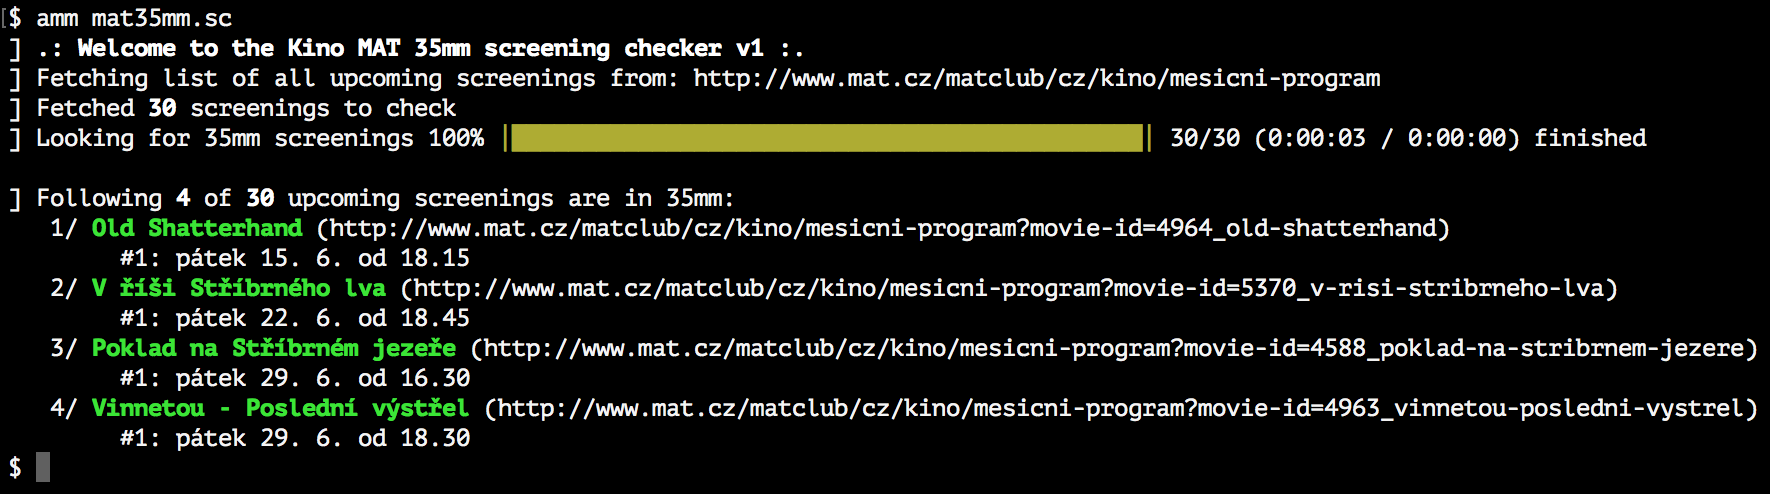 $ amm mat35mm.sc
] .: Welcome to the Kino MAT 35mm screening checker v1 :.
] Fetching list of all upcoming screenings from: http://www.mat.cz/matclub/cz/kino/mesicni-program
] Fetched 30 screenings to check
] Looking for 35mm screenings 100% | | 30/30 (0:00:03 / 0:00:00) finished
] Following 4 of 30 upcoming screenings are in 35mm:
1/ Old Shatterhand (http://www.mat.cz/matclub/cz/kino/mesicni-program?movie-id=4964_old-shatterhand)
#1: pátek 15. 6. od 18.15
2/ V říši Stříbrného lva (http://www.mat.cz/matclub/cz/kino/mesicni-program?movie-id=5370_v-risi-stribrneho-lva)
#1: pátek 22. 6. od 18.45
3/ Poklad na Stříbrném jezeře (http://www.mat.cz/matclub/cz/kino/mesicni-program?movie-id=4588_poklad-na-stribrnem-jezere)
#1: pátek 29. 6. od 16.30
4/ Vinnetou - Poslední výstřel (http://www.mat.cz/matclub/cz/kino/mesicni-program?movie-id=4963_vinnetou-posledni-vystrel)
#1: pátek 29. 6. od 18.30
$